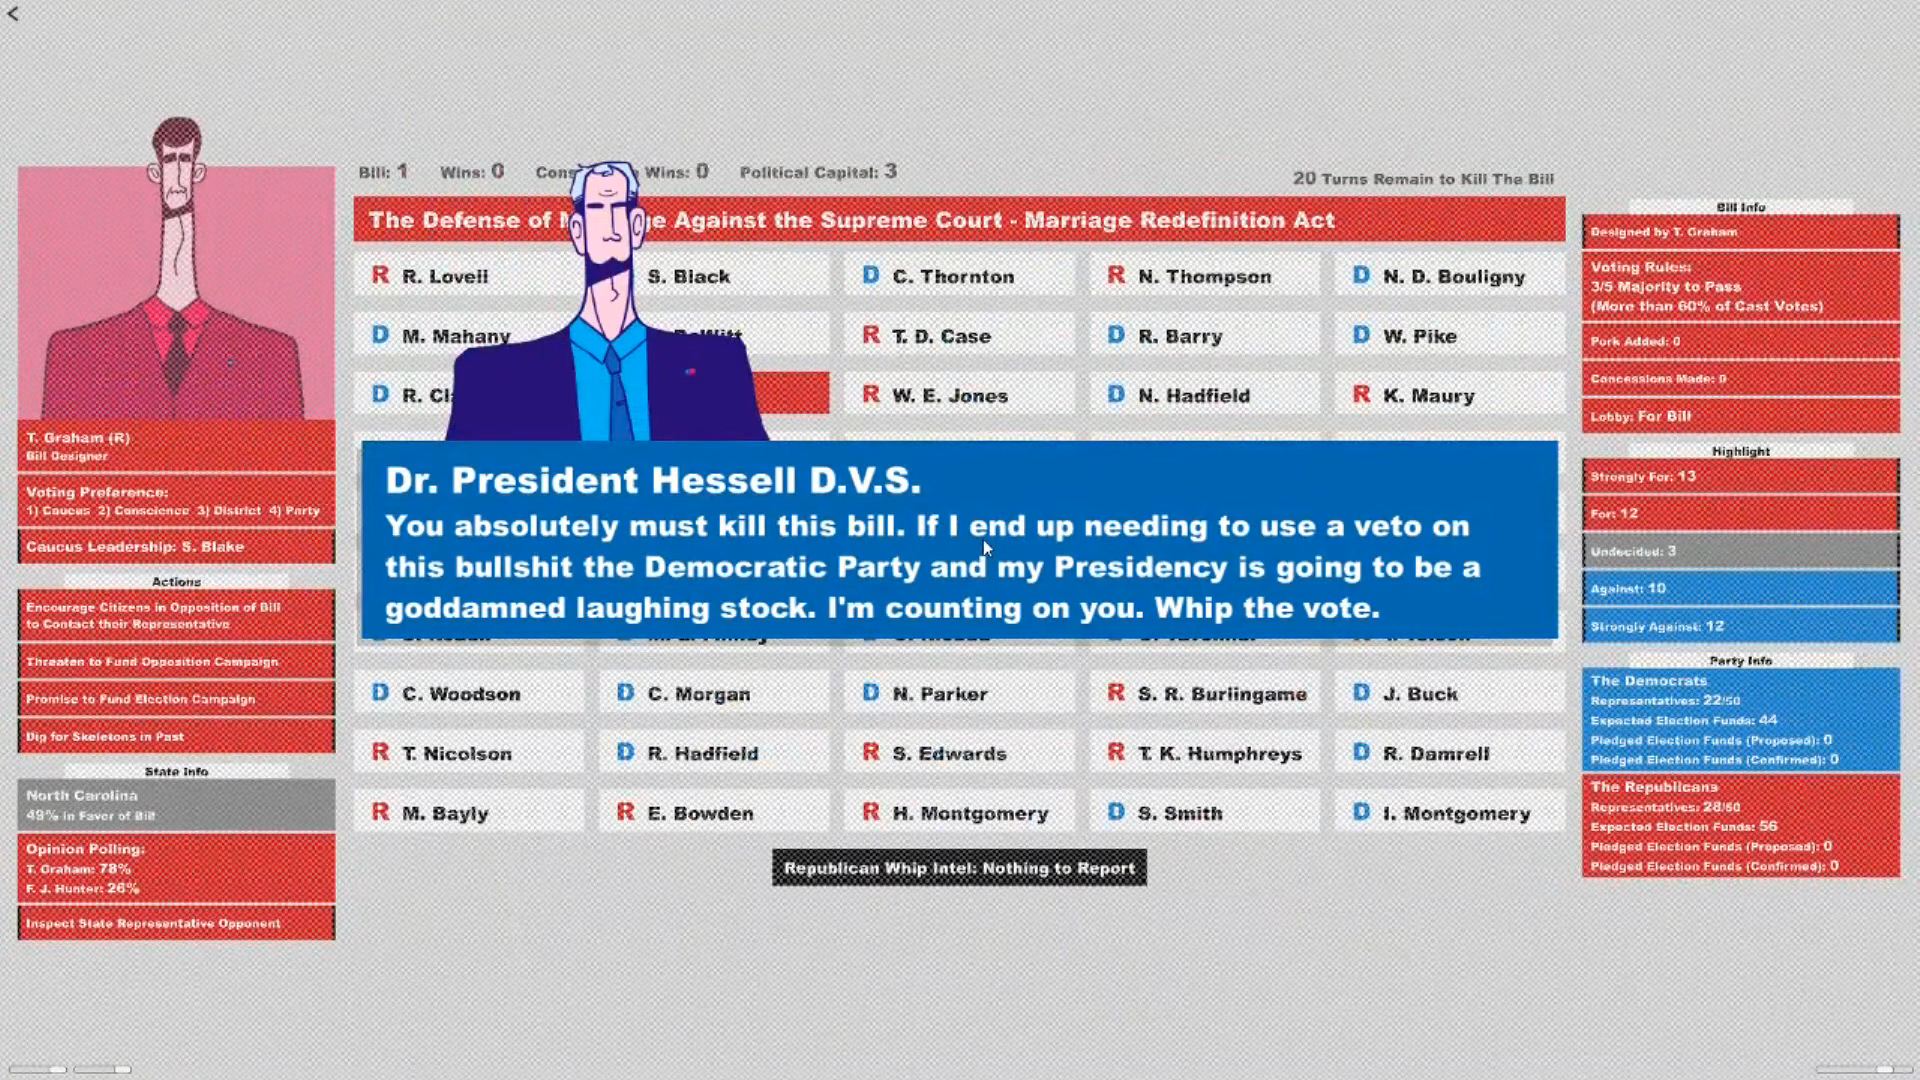 Bill: 1 Wins: 0 Wins: 0 Political Capital: 3
20 Turns Remain to Kill The Bill
The Defense of Against the Supreme Court - Marriage Redefinition Act
R R. Lovell S. Black D C. Thornton R N. Thompson D N. D. Bouligny
D M. Mahany R T. D. Case D R. Barry D W. Pike
D R. R W. E. Jones D N. Hadfield R K. Maury
Dr. President Hessell D.V.S.
You absolutely must kill this bill. If I end up needing to use a veto on
this bullshit the Democratic Party and my Presidency is going to be a
goddamned laughing stock. I'm counting on you. Whip the vote.
D C. Woodson D C. Morgan D N. Parker R S. R. Burlingame D J. Buck
R T. Nicolson D R. Hadfield R S. Edwards R T. K. Humphreys D R. Damrell
R M. Bayly R E. Bowden R H. Montgomery D S. Smith D I. Montgomery
Republican Whip Intel: Nothing to Report
T. Graham (R)
Bill Designer
Voting Preference:
1) Caucus 2) Conscience 3) District 4) Party
Caucus Leadership: S. Blake
Actions
Encourage Citizens in Opposition of Bill
to Contact their Representative
Threaten to Fund Opposition Campaign
Promise to Fund Election Campaign
Dig for Skeletons in Past
State Info
North Carolina
49% in Favor of Bill
Opinion Polling:
T. Graham: 78%
F. J. Hunter: 26%
Inspect State Representative Opponent
Bill Info
Designed by T. Graham
Voting Rules:
3/5 Majority to Pass
(More than 60% of Cast Votes)
Pork Added: 0
Concessions Made: 0
Lobby: For Bill
Highlight
Strongly For: 13
For: 12
Undecided: 3
Against: 10
Strongly Against: 12
Party Info
The Democrats
Representatives: 22/50
Expected Election Funds: 44
Pledged Election Funds (Proposed): 0
Pledged Election Funds (Confirmed): 0
The Republicans
Representatives: 28/50
Expected Election Funds: 56
Pledged Election Funds (Proposed): 0
Pledged Election Funds (Confirmed): 0